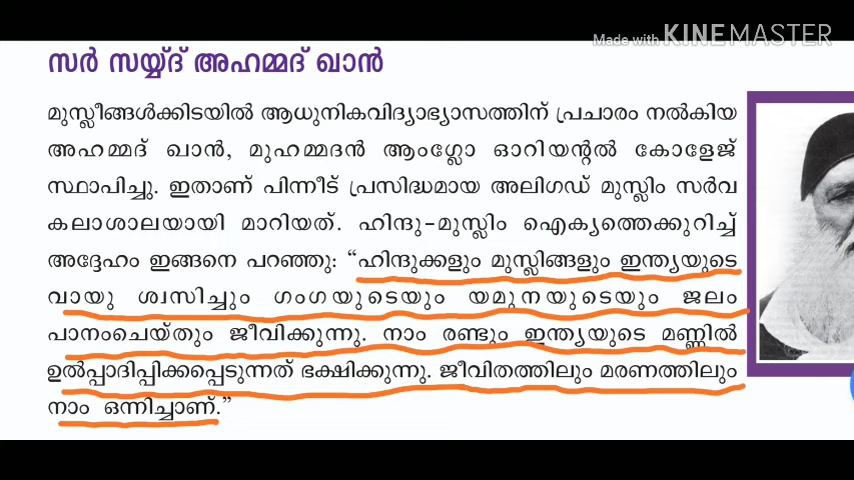 Made with KINEMASTER
സർ സയ്യ്ദ് അഹമ്മദ് ഖാൻ
മുസ്ലീങ്ങൾക്കിടയിൽ ആധുനികവിദ്യാഭ്യാസത്തിന് പ്രചാരം നൽകിയ
അഹമ്മദ് ഖാൻ, മുഹമ്മദൻ ആംഗ്ലോ ഓറിയന്റൽ കോളേജ്
സ്ഥാപിച്ചു. ഇതാണ് പിന്നീട് പ്രസിദ്ധമായ അലിഗഡ് മുസ്ലിം സർവ
കലാശാലയായി മാറിയത്. ഹിന്ദു-മുസ്ലിം ഐക്യത്തെക്കുറിച്ച്
അദ്ദേഹം ഇങ്ങനെ പറഞ്ഞു: “ഹിന്ദുക്കളും മുസ്ലിങ്ങളും ഇന്ത്യയുടെ
വായു ശ്വസിച്ചും ഗംഗയുടെയും യമുനയുടെയും ജലം
പാനംചെയ്തും ജീവിക്കുന്നു. നാം രണ്ടും ഇന്ത്യയുടെ മണ്ണിൽ
ഉൽപ്പാദിപ്പിക്കപ്പെടുന്നത് ഭക്ഷിക്കുന്നു. ജീവിതത്തിലും മരണത്തിലും
നാം ഒന്നിച്ചാണ്.”